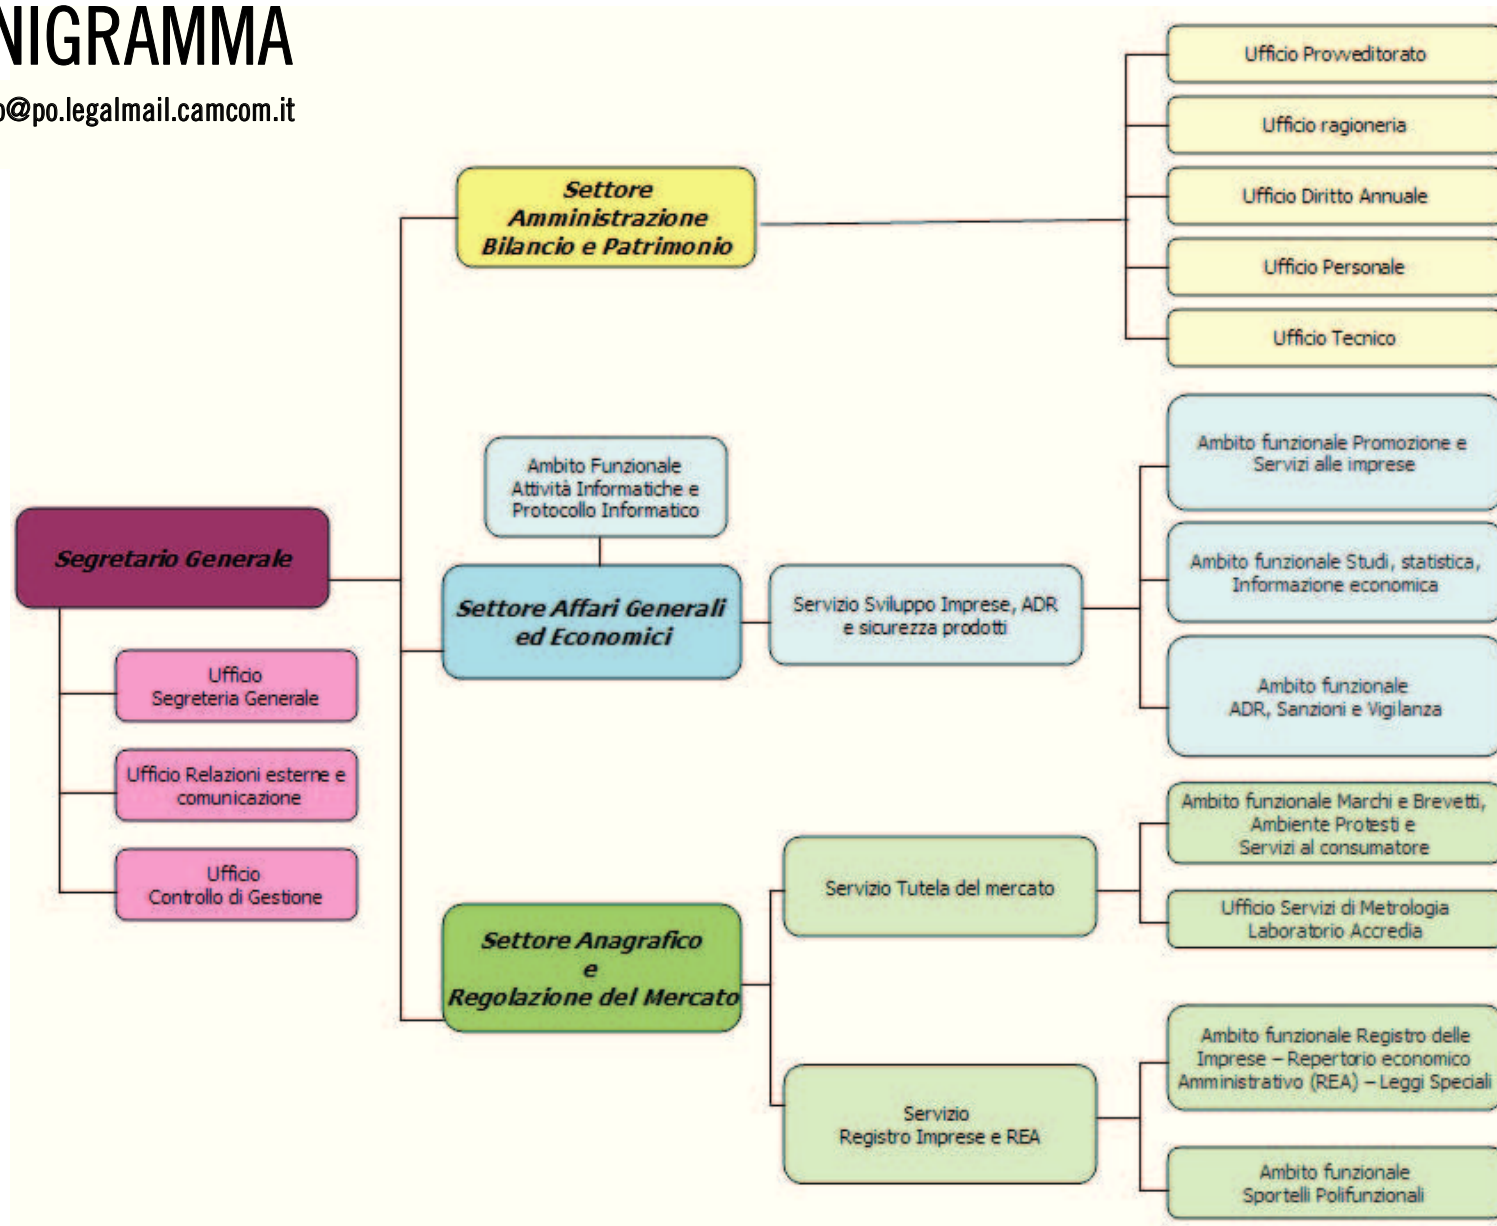 NIGRAMMA
o@po.legalmail.camcom.it
Segretario Generale
Ufficio
Segreteria Generale
Ufficio Relazioni esterne e
comunicazione
Ufficio
Controllo di Gestione
Settore
Amministrazione
Bilancio e Patrimonio
Ufficio Provveditorato
Ufficio ragioneria
Ufficio Diritto Annuale
Ufficio Personale
Ufficio Tecnico
Ambito Funzionale
Attività Informatiche e
Protocollo Informatico
Settore Affari Generali
ed Economici
Servizio Sviluppo Imprese, ADR
e sicurezza prodotti
Ambito funzionale Promozione e
Servizi alle imprese
Ambito funzionale Studi, statistica,
Informazione economica
Ambito funzionale
ADR, Sanzioni e Vigilanza
Settore Anagrafico
e
Regolazione del Mercato
Servizio Tutela del mercato
Ambito funzionale Marchi e Brevetti,
Ambiente Protesti e
Servizi al consumatore
Ufficio Servizi di Metrologia
Laboratorio Accredia
Servizio
Registro Imprese e REA
Ambito funzionale Registro delle
Imprese – Repertorio economico
Amministrativo (REA) – Leggi Speciali
Ambito funzionale
Sportelli Polifunzionali